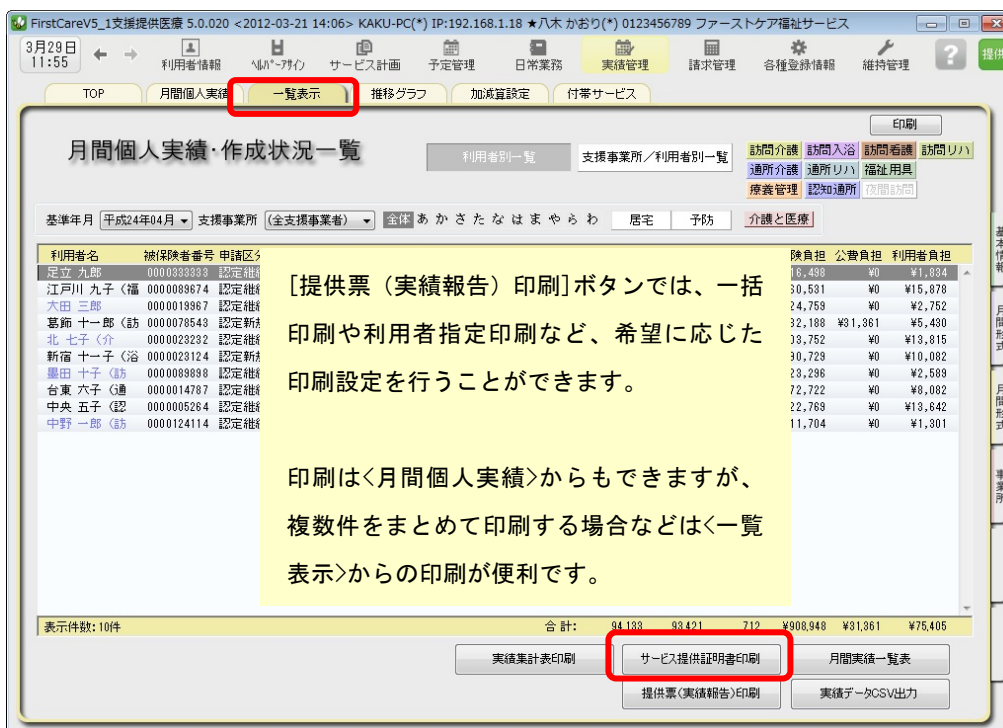 FirstCareV5_1支援提供医療 5.0.020 <2012-03-21 14:06> KAKU-PC(*) IP:192.168.1.18 ★八木 かおり(*) 0123456789 ファーストケア福祉サービス
3月29日
11:55
利用者情報 ヘルパーアサイン サービス計画 予定管理 日常業務 実績管理 請求管理 各種登録情報 維持管理 ? 提供
TOP 月間個人実績 一覧表示 推移グラフ 加減算設定 付帯サービス
印刷
月間個人実績・作成状況一覧
利用者別一覧 支援事業所/利用者別一覧
訪問介護 訪問入浴 訪問看護 訪問リハ
通所介護 通所リハ 福祉用具
療養管理 認知通所 夜間訪問
基準年月 平成24年04月 支援事業所 (全支援事業者) 全体 あ か さ た な は ま や ら わ 居宅 予防 介護と医療
利用者名 被保険者番号 申請区分 険負担 公費負担 利用者負担
足立 九郎 0000333333 認定継続 16,498 ¥0 ¥1,834
江戸川 九子 (福 0000089674 認定継続 ¥0 ¥15,878
大田 三郎 0000019967 認定継続 24,759 ¥0 ¥2,752
葛飾 十一郎 (訪 0000078543 認定新規 32,188 ¥31,361 ¥5,430
北 七子 (介 0000023232 認定継続 03,752 ¥0 ¥13,815
新宿 十一子 (浴 0000023124 認定新規 90,729 ¥0 ¥10,082
墨田 十子 (訪 0000089898 認定継続 23,296 ¥0 ¥2,589
台東 六子 (通 0000014787 認定継続 72,722 ¥0 ¥8,082
中央 五子 (認 0000005264 認定継続 22,769 ¥0 ¥13,642
中野 一郎 (訪 0000124114 認定継続 11,704 ¥0 ¥1,301
[提供票（実績報告）印刷]ボタンでは、一括
印刷や利用者指定印刷など、希望に応じた
印刷設定を行うことができます。
印刷は<月間個人実績>からもできますが、
複数件をまとめて印刷する場合などは<一覧
表示>からの印刷が便利です。
表示件数:10件 合計: 94,133 93,421 712 ¥908,948 ¥31,361 ¥75,405
実績集計表印刷 サービス提供証明書印刷 月間実績一覧表
提供票(実績報告)印刷 実績データCSV出力
基本情報
月間形式
月間形式
事業所